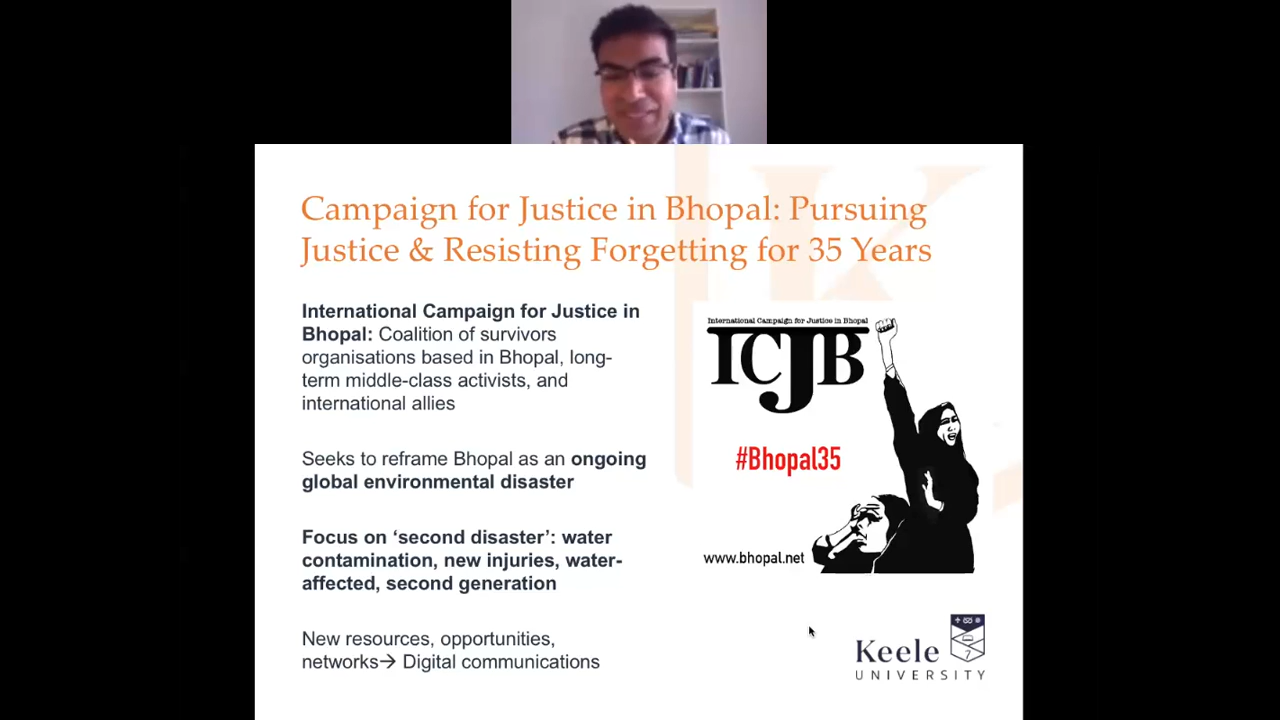 Campaign for Justice in Bhopal: Pursuing
Justice & Resisting Forgetting for 35 Years
International Campaign for Justice in
Bhopal: Coalition of survivors
organisations based in Bhopal, long-
term middle-class activists, and
international allies
Seeks to reframe Bhopal as an ongoing
global environmental disaster
Focus on ‘second disaster’: water
contamination, new injuries, water-
affected, second generation
New resources, opportunities,
networks→ Digital communications
International Campaign for Justice in Bhopal
ICJB
#Bhopal35
www.bhopal.net
Keele
UNIVERSITY